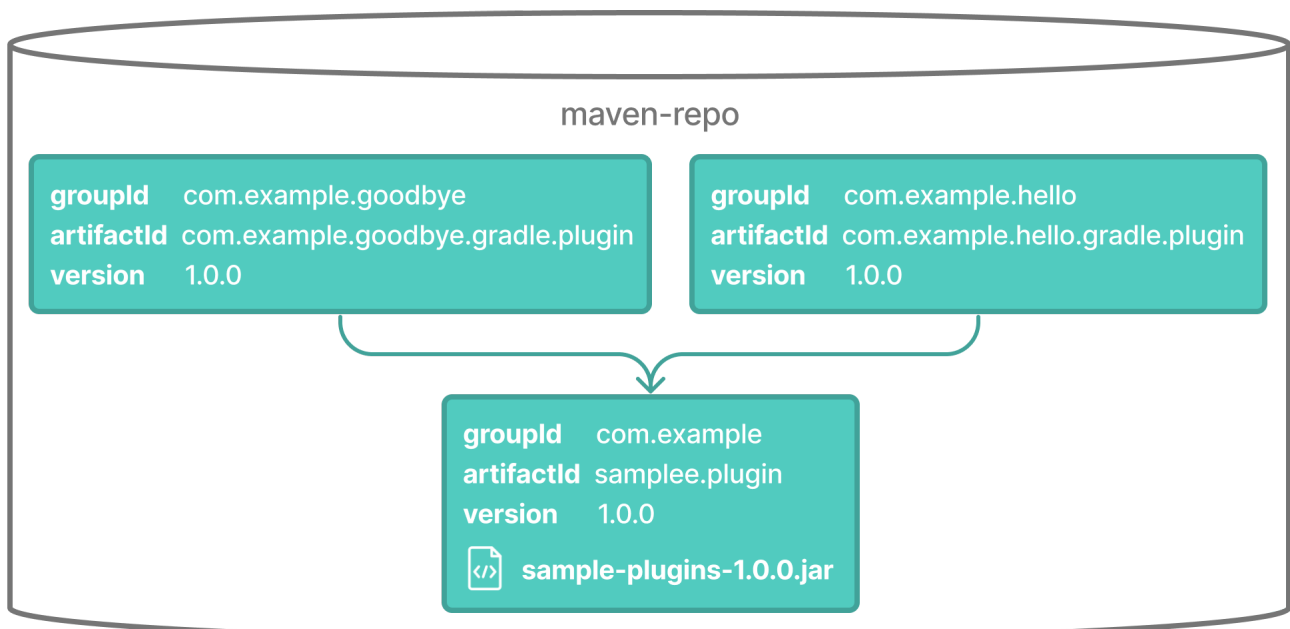 maven-repo
groupId com.example.goodbye
artifactId com.example.goodbye.gradle.plugin
version 1.0.0
groupId com.example.hello
artifactId com.example.hello.gradle.plugin
version 1.0.0
groupId com.example
artifactId samplee.plugin
version 1.0.0
</> sample-plugins-1.0.0.jar